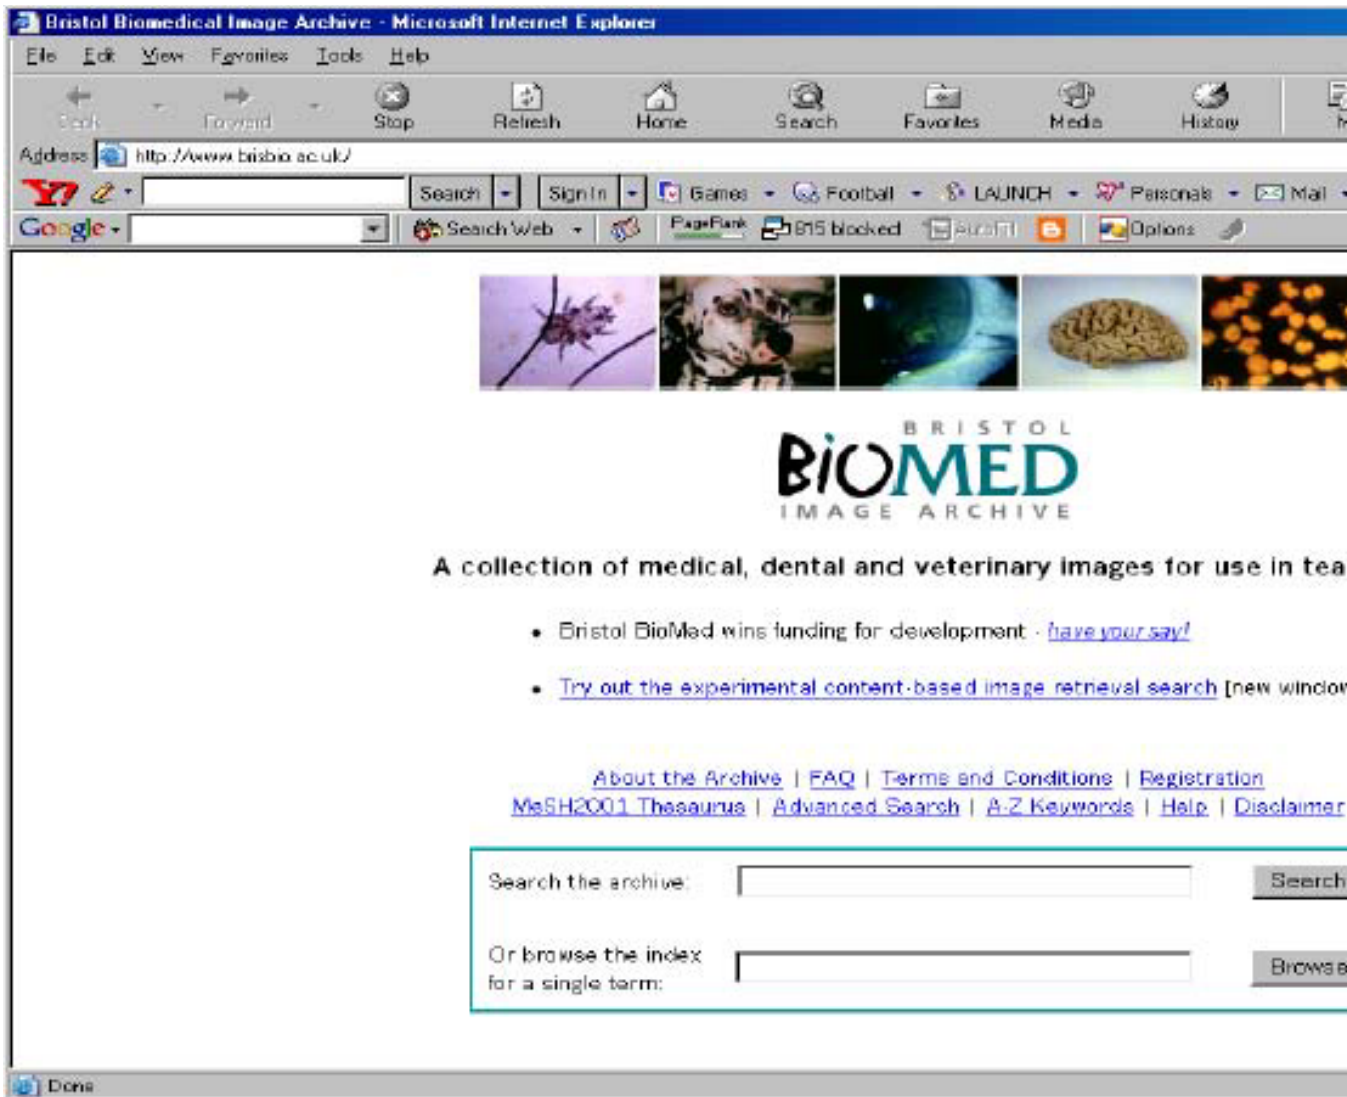 Bristol Biomedical Image Archive - Microsoft Internet Explorer
File Edit View Favorites Tools Help
Back Forward Stop Refresh Home Search Favorites Media History
Address http://www.brisbio.ac.uk/
Y! Search Sign In Games Football LAUNCH Personals Mail
Google Search Web PageRank 815 blocked AutoFill Options
BRISTOL
BiOMED
IMAGE ARCHIVE
A collection of medical, dental and veterinary images for use in tea
• Bristol BioMed wins funding for development - have your say!
• Try out the experimental content-based image retrieval search [new window
About the Archive | FAQ | Terms and Conditions | Registration
MeSH2001 Thesaurus | Advanced Search | A-Z Keywords | Help | Disclaimer
Search the archive: Search
Or browse the index
for a single term: Browse
Done